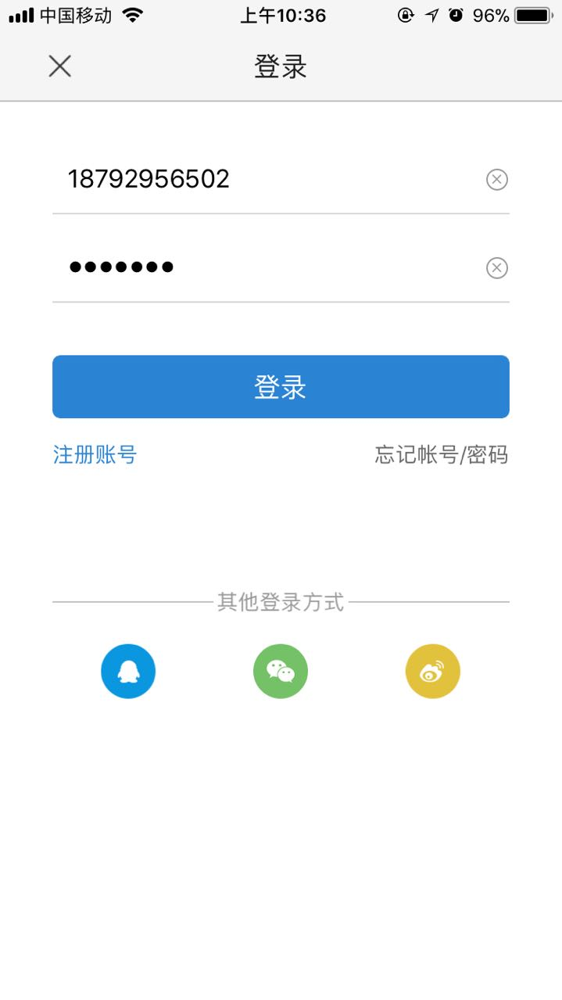 中国移动 上午10:36 96%
登录
18792956502
•••••••
登录
注册账号 忘记帐号/密码
其他登录方式